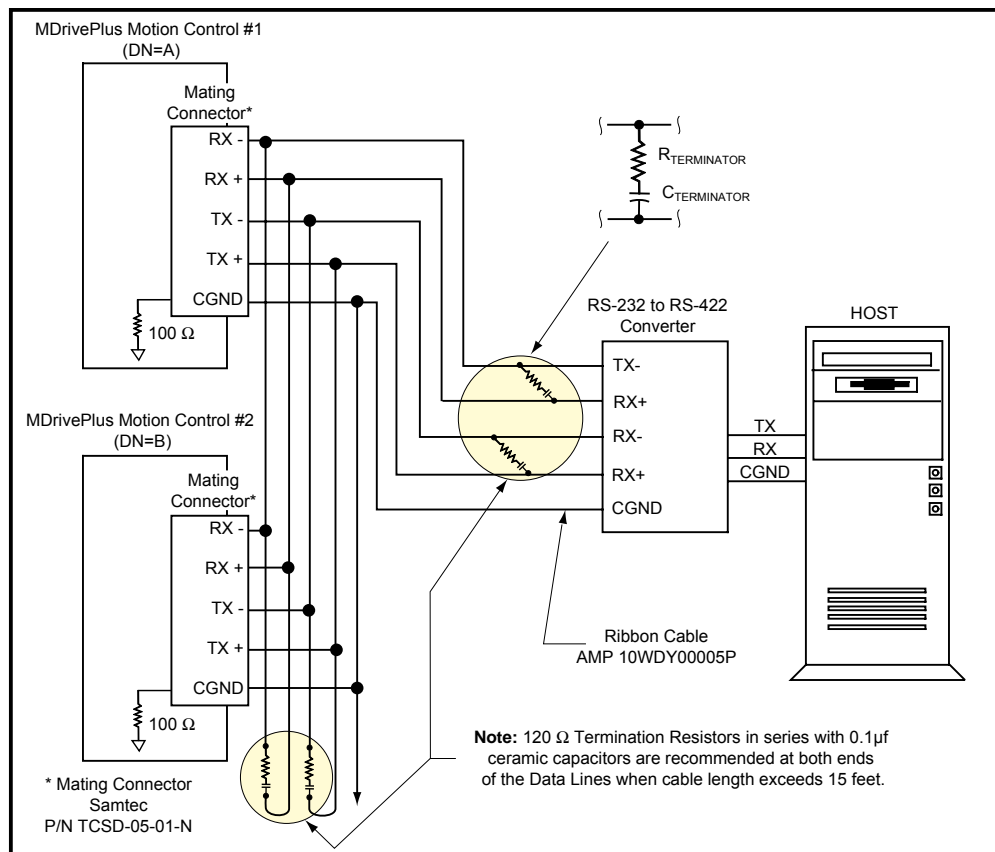 MDrivePlus Motion Control #1
(DN=A)
Mating
Connector*
RX -
RX +
TX -
TX +
CGND
100 Ω
R TERMINATOR
C TERMINATOR
RS-232 to RS-422
Converter
TX-
RX+
RX-
RX+
CGND
TX
RX
CGND
HOST
MDrivePlus Motion Control #2
(DN=B)
Mating
Connector*
RX -
RX +
TX -
TX +
CGND
100 Ω
* Mating Connector
Samtec
P/N TCSD-05-01-N
Ribbon Cable
AMP 10WDY00005P
Note: 120 Ω Termination Resistors in series with 0.1µf
ceramic capacitors are recommended at both ends
of the Data Lines when cable length exceeds 15 feet.